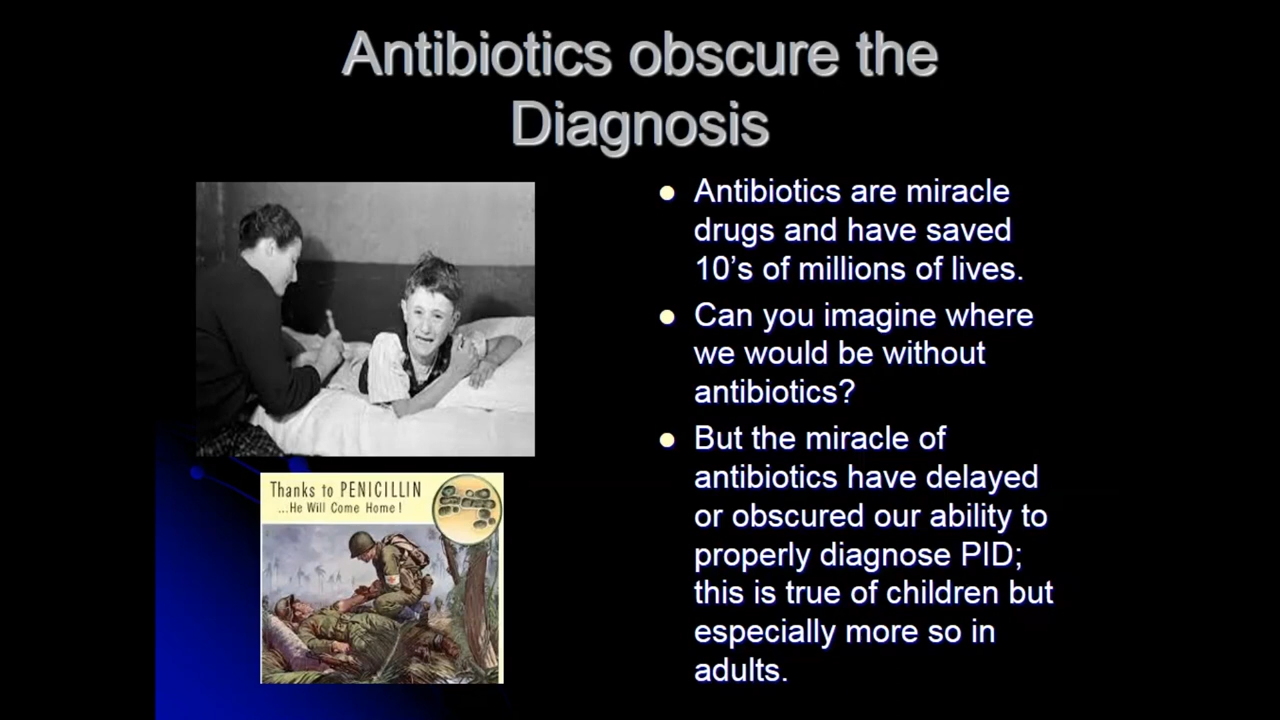 Antibiotics obscure the
Diagnosis
Antibiotics are miracle
drugs and have saved
10's of millions of lives.
Can you imagine where
we would be without
antibiotics?
But the miracle of
antibiotics have delayed
or obscured our ability to
properly diagnose PID;
this is true of children but
especially more so in
adults.
Thanks to PENICILLIN
...He Will Come Home!